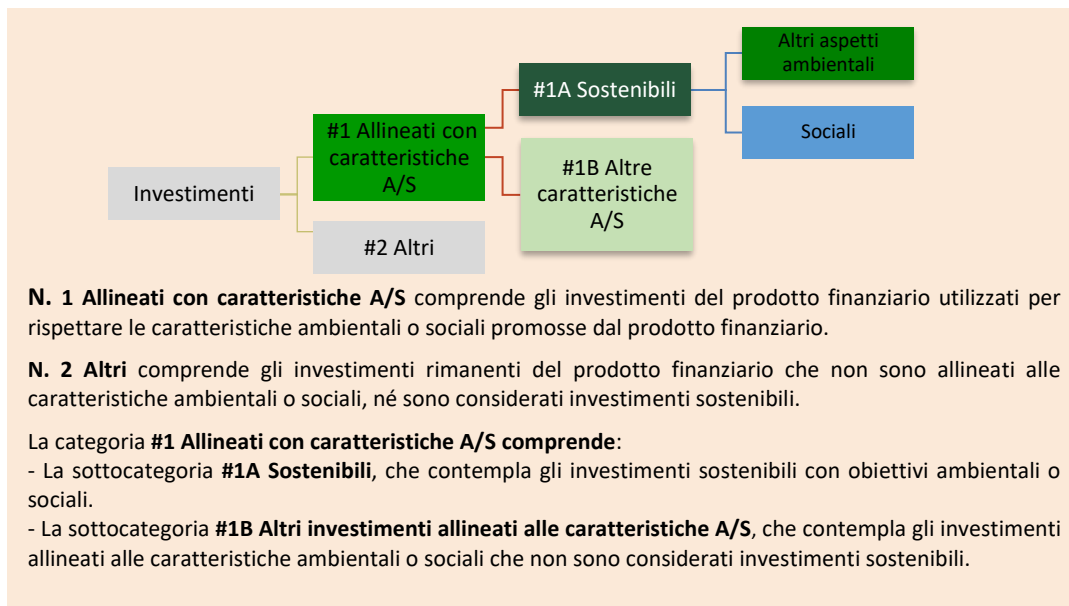 Altri aspetti
ambientali
#1A Sostenibili
#1 Allineati con
caratteristiche
A/S
Sociali
Investimenti
#1B Altre
caratteristiche
A/S
#2 Altri
N. 1 Allineati con caratteristiche A/S comprende gli investimenti del prodotto finanziario utilizzati per
rispettare le caratteristiche ambientali o sociali promosse dal prodotto finanziario.
N. 2 Altri comprende gli investimenti rimanenti del prodotto finanziario che non sono allineati alle
caratteristiche ambientali o sociali, né sono considerati investimenti sostenibili.
La categoria #1 Allineati con caratteristiche A/S comprende:
- La sottocategoria #1A Sostenibili, che contempla gli investimenti sostenibili con obiettivi ambientali o
sociali.
- La sottocategoria #1B Altri investimenti allineati alle caratteristiche A/S, che contempla gli investimenti
allineati alle caratteristiche ambientali o sociali che non sono considerati investimenti sostenibili.